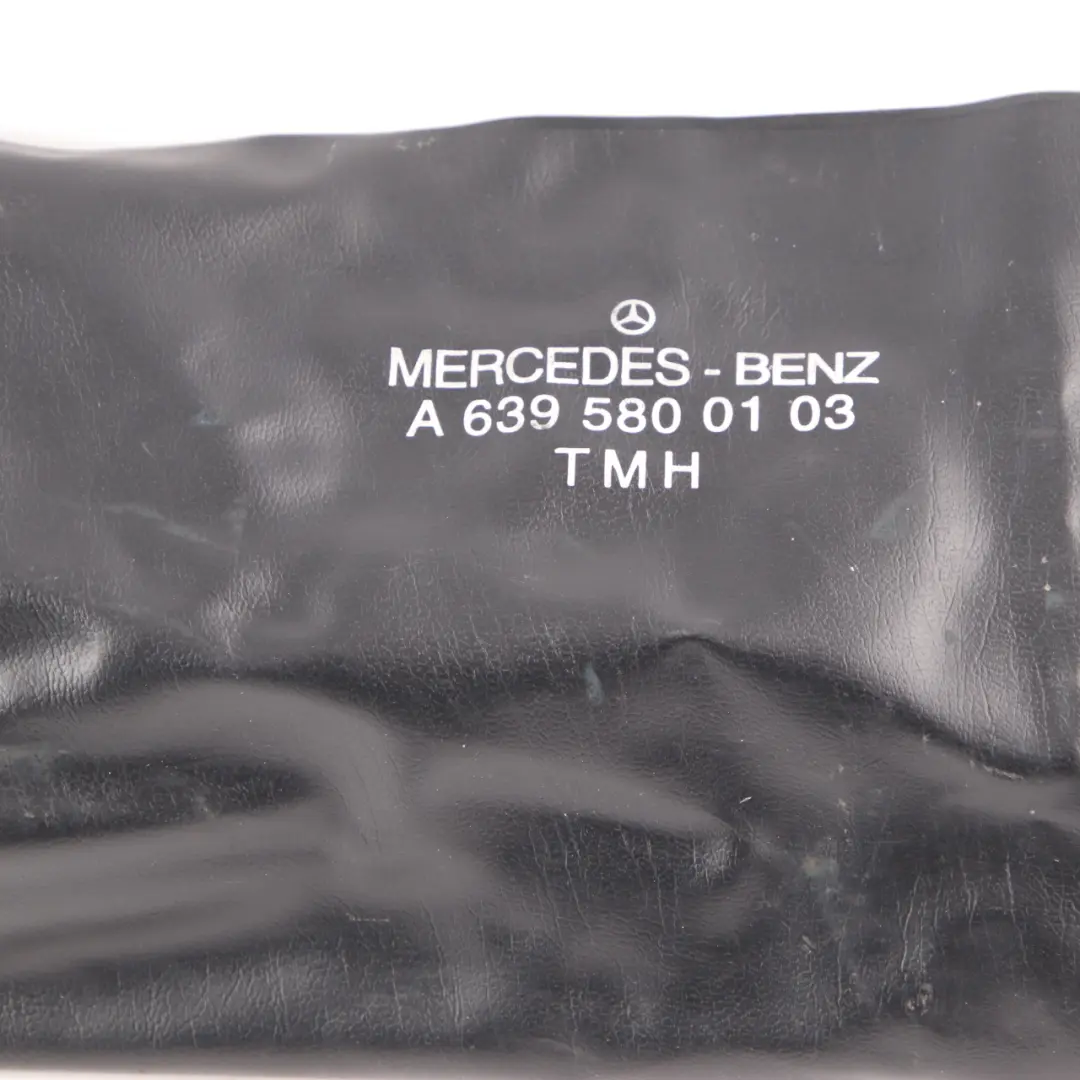 MERCEDES-BENZ
A 639 580 01 03
TMH